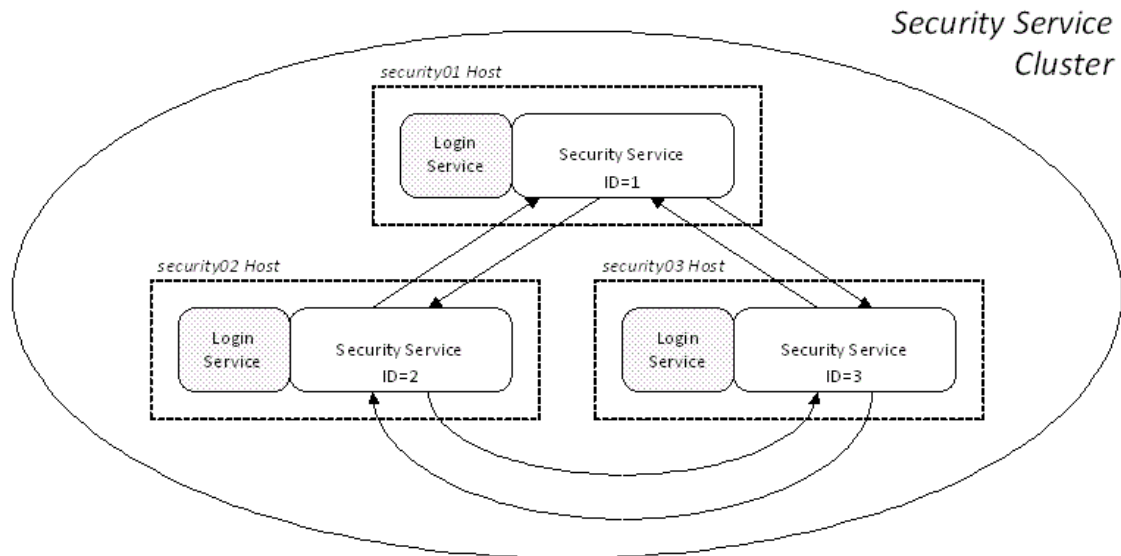 Security Service
Cluster
security01 Host
Login
Service
Security Service
ID=1
security02 Host
Login
Service
Security Service
ID=2
security03 Host
Login
Service
Security Service
ID=3